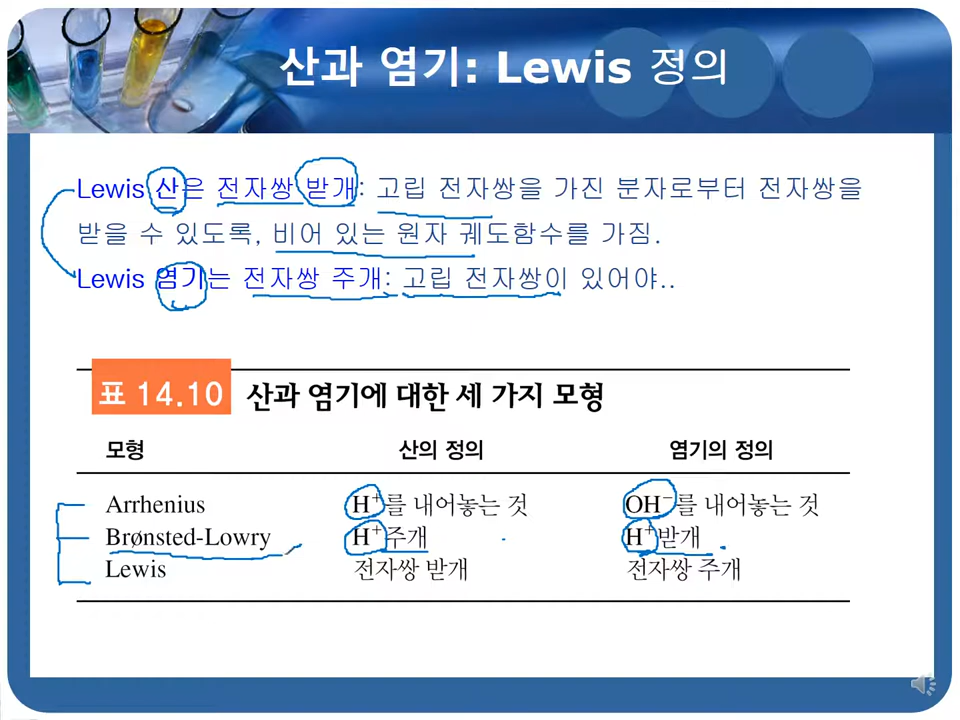 산과 염기: Lewis 정의
Lewis 산은 전자쌍 받개: 고립 전자쌍을 가진 분자로부터 전자쌍을
받을 수 있도록, 비어 있는 원자 궤도함수를 가짐.
Lewis 염기는 전자쌍 주개: 고립 전자쌍이 있어야..
표 14.10 산과 염기에 대한 세 가지 모형
모형 산의 정의 염기의 정의
Arrhenius H⁺를 내어놓는 것 OH⁻를 내어놓는 것
Brønsted-Lowry H⁺주개 H⁺받개
Lewis 전자쌍 받개 전자쌍 주개